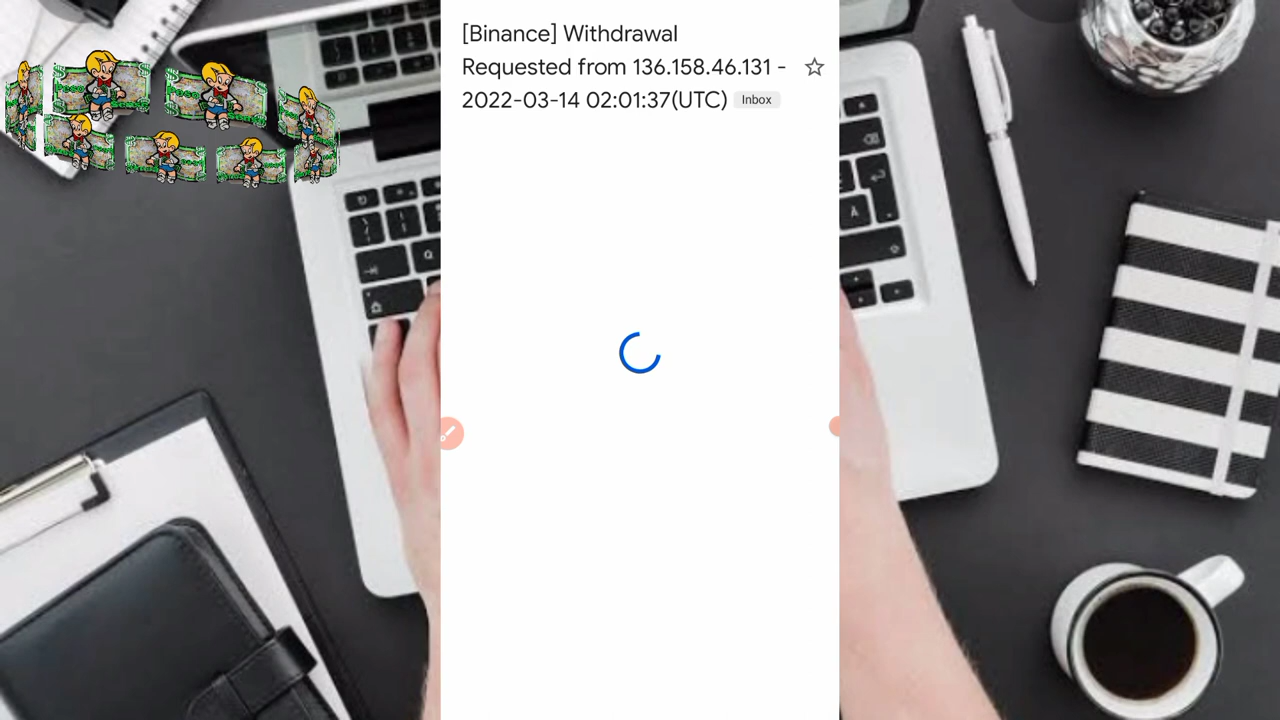 [Binance] Withdrawal
Requested from 136.158.46.131 -
2022-03-14 02:01:37(UTC) Inbox